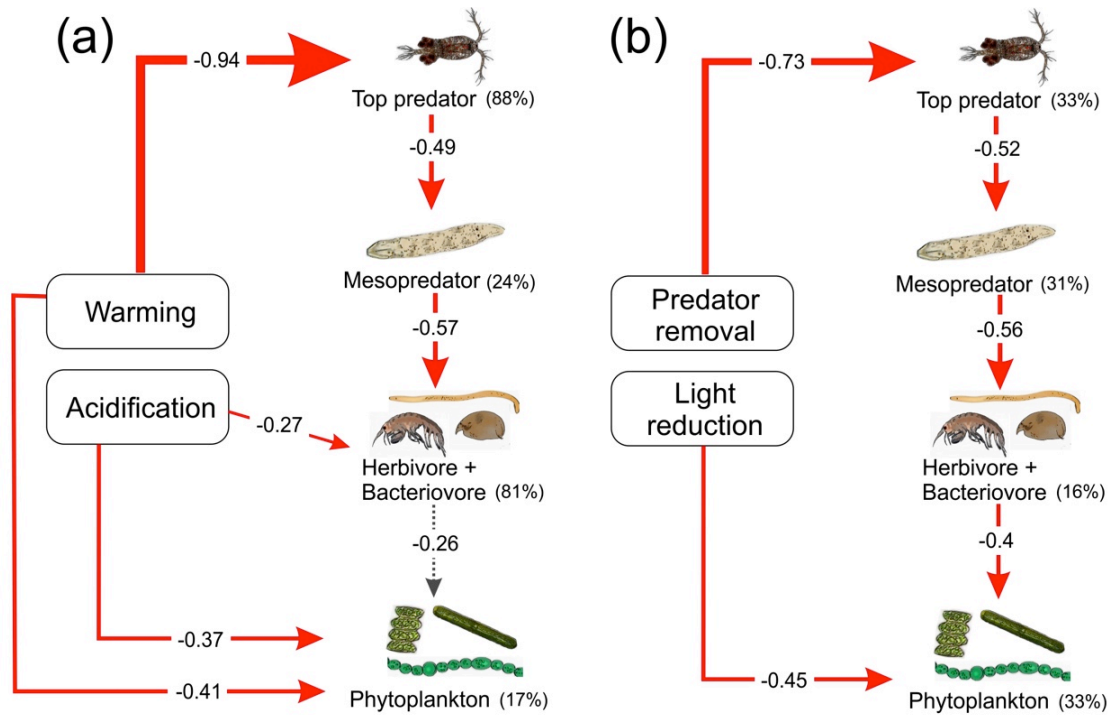 (a)
-0.94
Top predator (88%)
-0.49
Mesopredator (24%)
Warming
-0.57
Acidification
-0.27
Herbivore +
Bacteriovore (81%)
-0.26
-0.37
-0.41
Phytoplankton (17%)
(b)
-0.73
Top predator (33%)
-0.52
Mesopredator (31%)
Predator
removal
-0.56
Light
reduction
Herbivore +
Bacteriovore (16%)
-0.4
-0.45
Phytoplankton (33%)